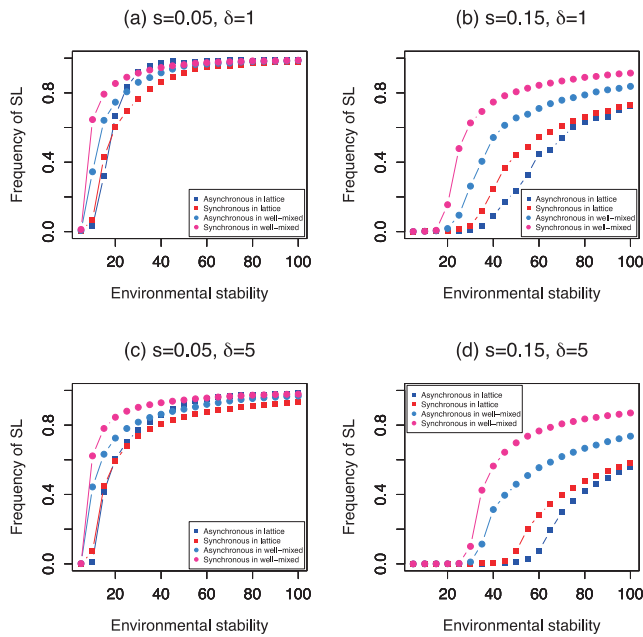 (a) s=0.05, δ=1
Frequency of SL
0.0 0.4 0.8
20 40 60 80 100
Environmental stability
Asynchronous in lattice
Synchronous in lattice
Asynchronous in well-mixed
Synchronous in well-mixed
(b) s=0.15, δ=1
Frequency of SL
0.0 0.4 0.8
20 40 60 80 100
Environmental stability
Asynchronous in lattice
Synchronous in lattice
Asynchronous in well-mixed
Synchronous in well-mixed
(c) s=0.05, δ=5
Frequency of SL
0.0 0.4 0.8
20 40 60 80 100
Environmental stability
Asynchronous in lattice
Synchronous in lattice
Asynchronous in well-mixed
Synchronous in well-mixed
(d) s=0.15, δ=5
Frequency of SL
0.0 0.4 0.8
20 40 60 80 100
Environmental stability
Asynchronous in lattice
Synchronous in lattice
Asynchronous in well-mixed
Synchronous in well-mixed